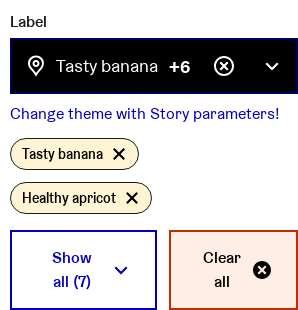 Label
Tasty banana +6
Change theme with Story parameters!
Tasty banana
Healthy apricot
Show
all (7)
Clear
all